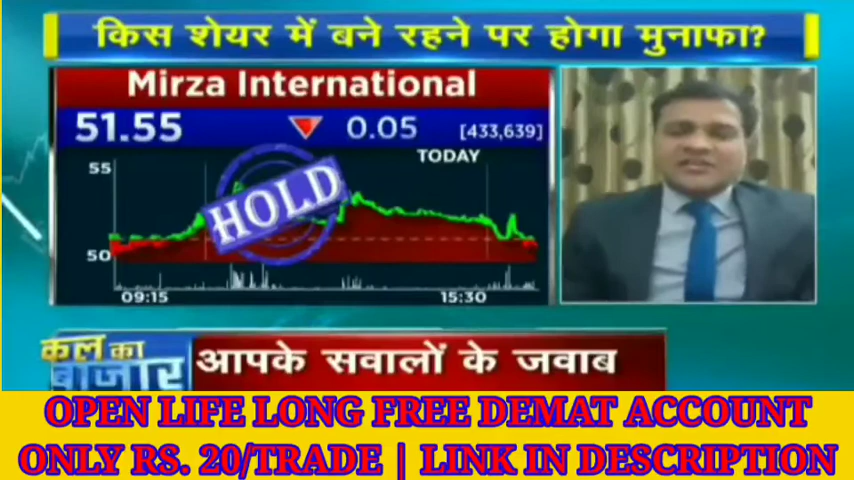 किस शेयर में बने रहने पर होगा मुनाफा?
Mirza International
51.55 0.05 [433,639]
TODAY
55
HOLD
50
09:15 15:30
कल का
बाजार
आपके सवालों के जवाब
OPEN LIFE LONG FREE DEMAT ACCOUNT
ONLY RS. 20/TRADE | LINK IN DESCRIPTION